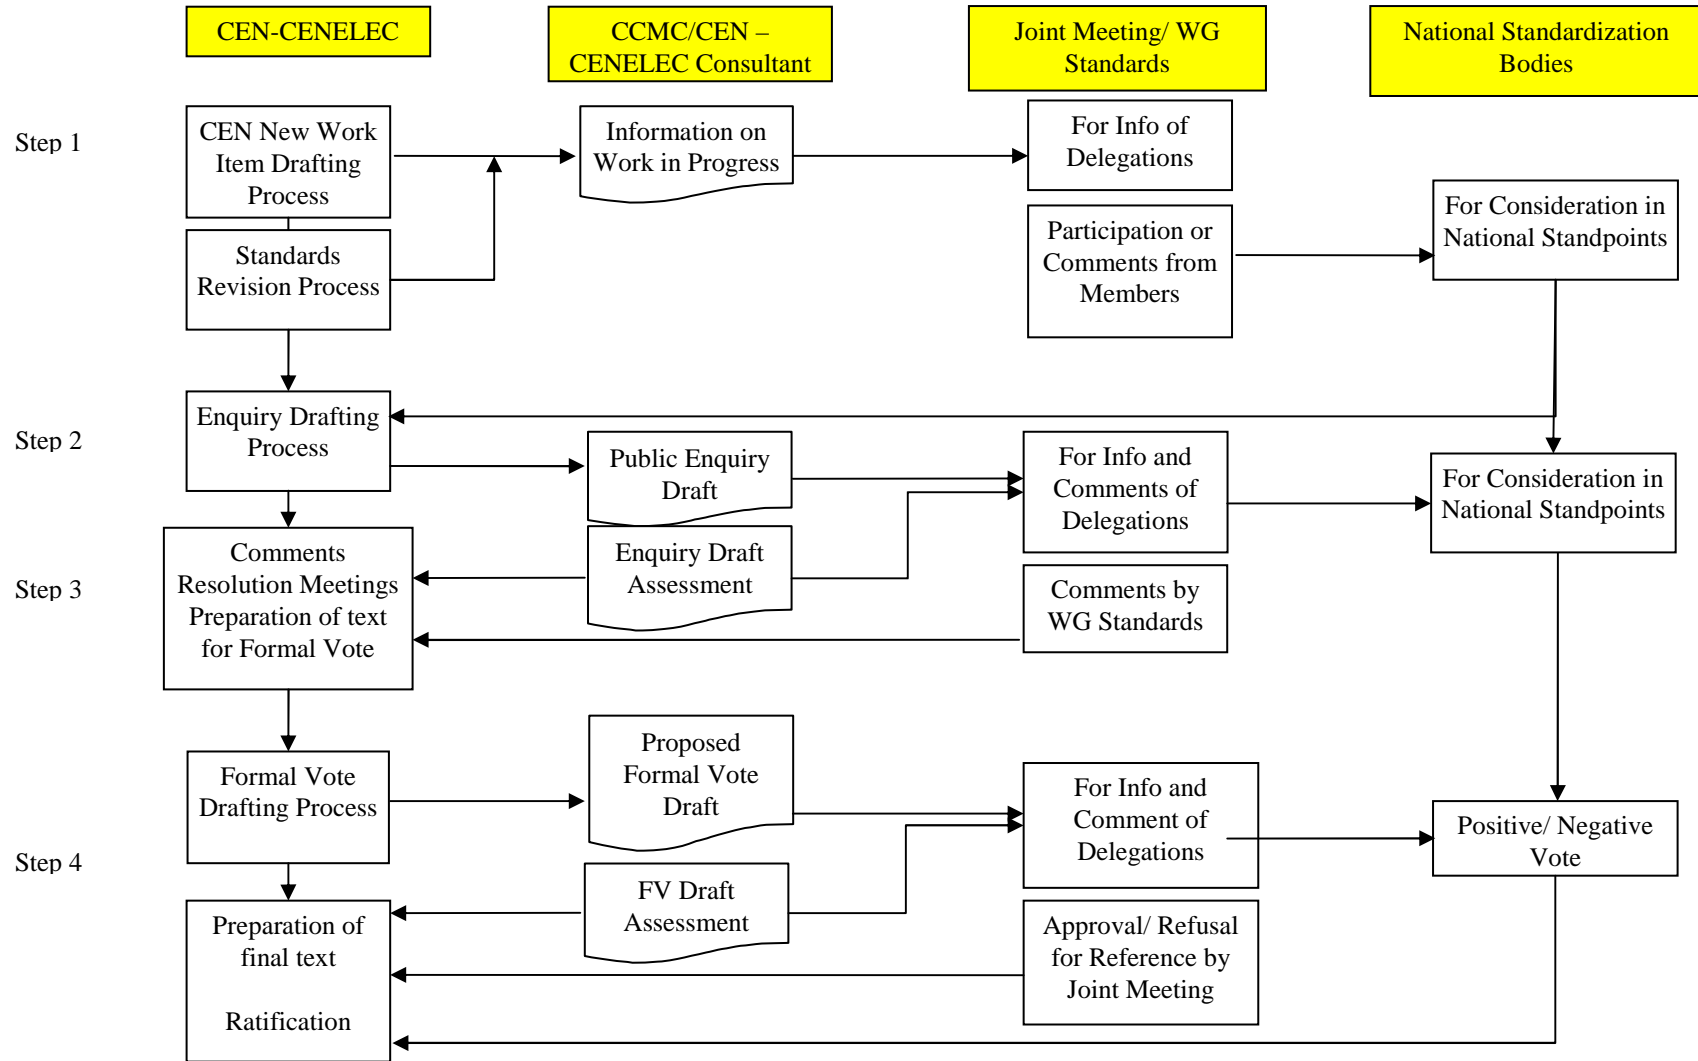 CEN-CENELEC
CCMC/CEN –
CENELEC Consultant
Joint Meeting/ WG
Standards
National Standardization
Bodies
Step 1
CEN New Work
Item Drafting
Process
Information on
Work in Progress
For Info of
Delegations
Standards
Revision Process
Participation or
Comments from
Members
For Consideration in
National Standpoints
Step 2
Enquiry Drafting
Process
Public Enquiry
Draft
For Info and
Comments of
Delegations
For Consideration in
National Standpoints
Step 3
Comments
Resolution Meetings
Preparation of text
for Formal Vote
Enquiry Draft
Assessment
Comments by
WG Standards
Formal Vote
Drafting Process
Proposed
Formal Vote
Draft
For Info and
Comment of
Delegations
Positive/ Negative
Vote
Step 4
Preparation of
final text
Ratification
FV Draft
Assessment
Approval/ Refusal
for Reference by
Joint Meeting